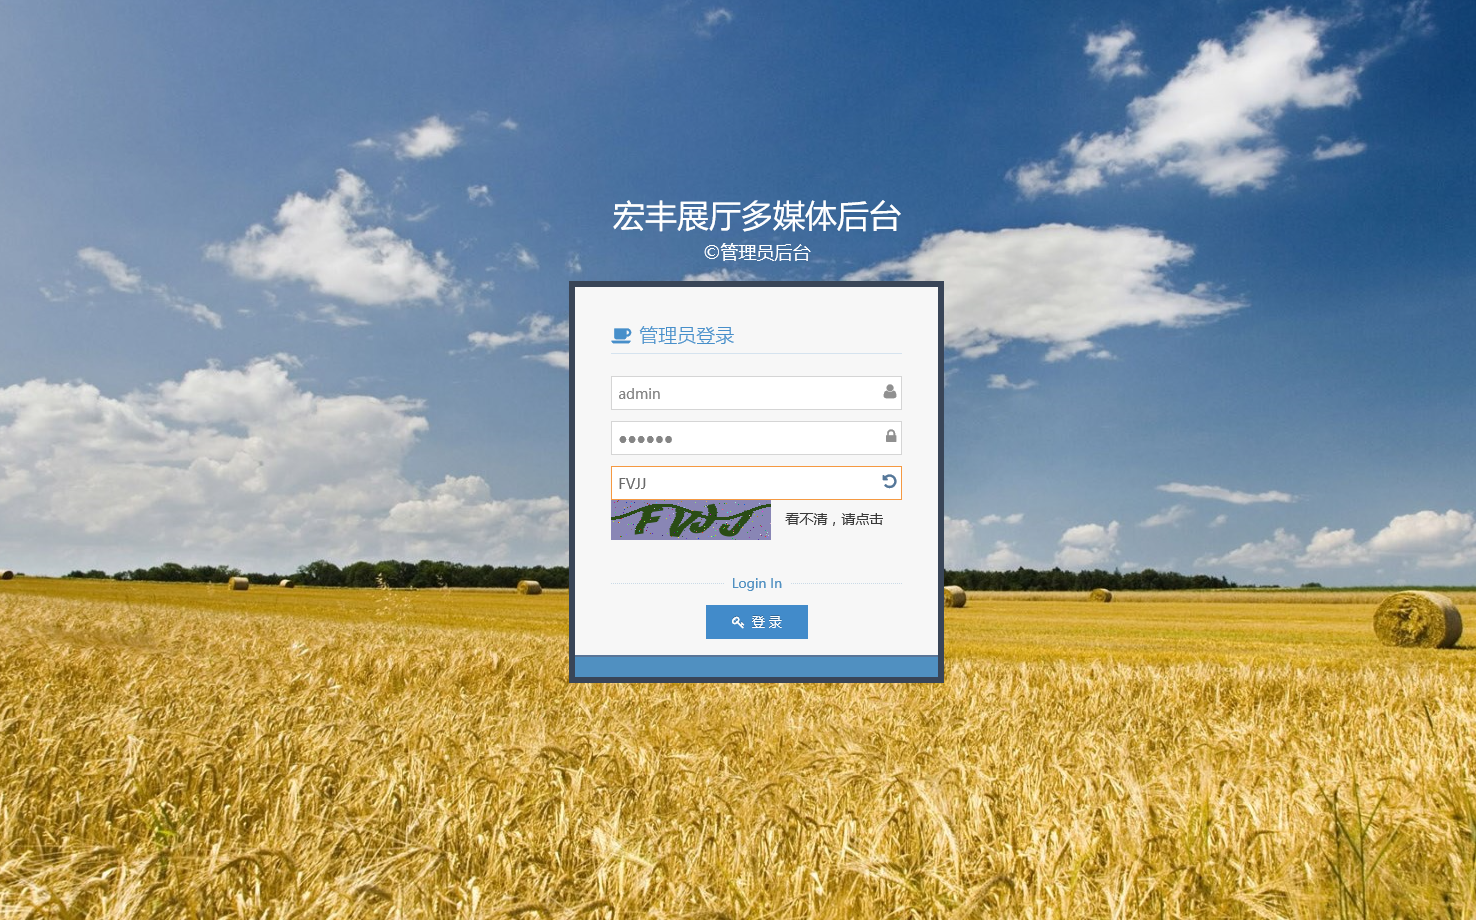 宏丰展厅多媒体后台
©管理员后台
管理员登录
admin
●●●●●●
FVJJ
FVJJ 看不清，请点击
Login In
登 录